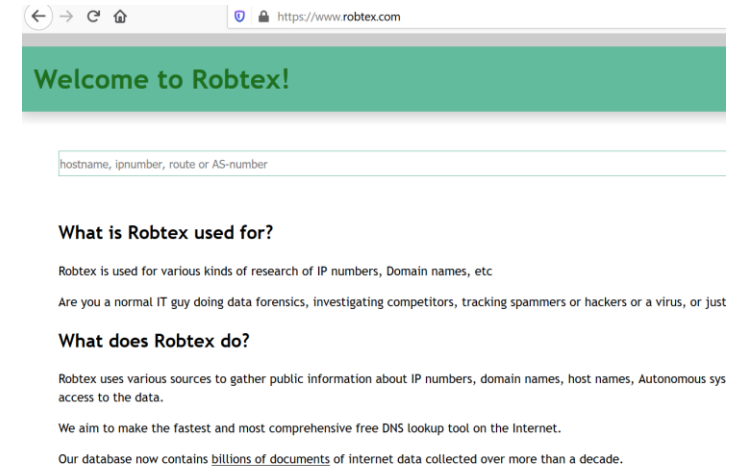 https://www.robtex.com
Welcome to Robtex!
hostname, ipnumber, route or AS-number
What is Robtex used for?
Robtex is used for various kinds of research of IP numbers, Domain names, etc
Are you a normal IT guy doing data forensics, investigating competitors, tracking spammers or hackers or a virus, or just
What does Robtex do?
Robtex uses various sources to gather public information about IP numbers, domain names, host names, Autonomous sys
access to the data.
We aim to make the fastest and most comprehensive free DNS lookup tool on the Internet.
Our database now contains billions of documents of internet data collected over more than a decade.